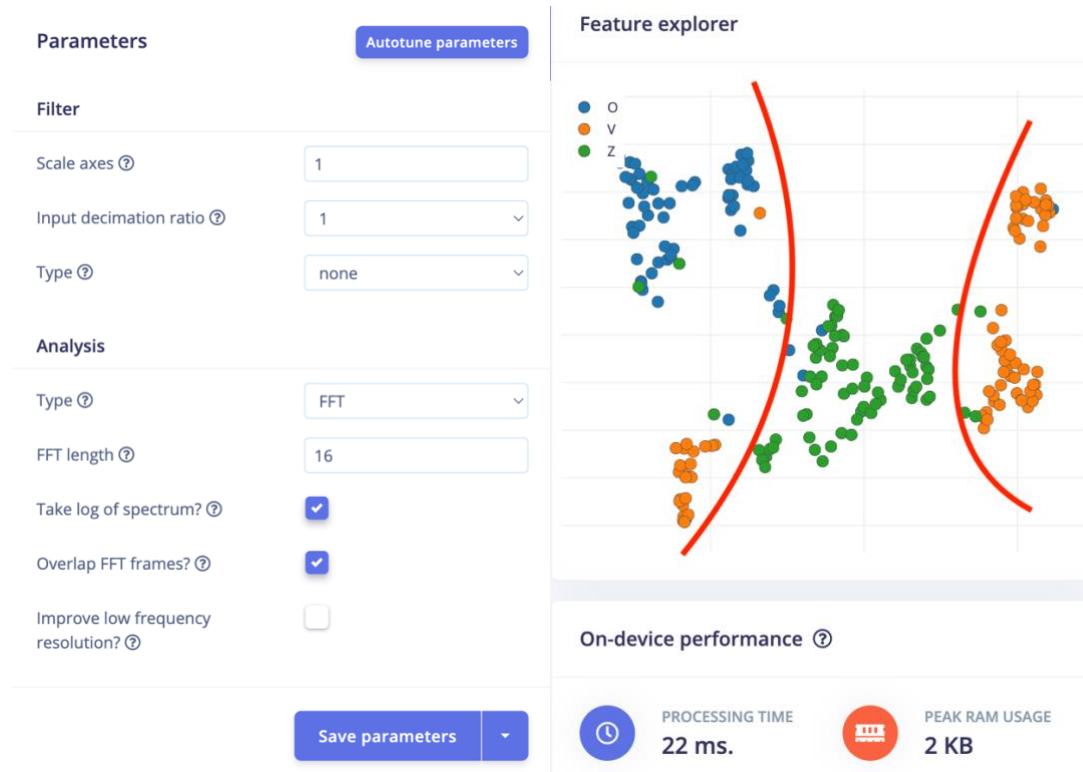 Parameters
Autotune parameters
Filter
Scale axes ?
1
Input decimation ratio ?
1
Type ?
none
Analysis
Type ?
FFT
FFT length ?
16
Take log of spectrum? ?
Overlap FFT frames? ?
Improve low frequency
resolution? ?
Save parameters
Feature explorer
O
V
Z
On-device performance ?
PROCESSING TIME
22 ms.
PEAK RAM USAGE
2 KB